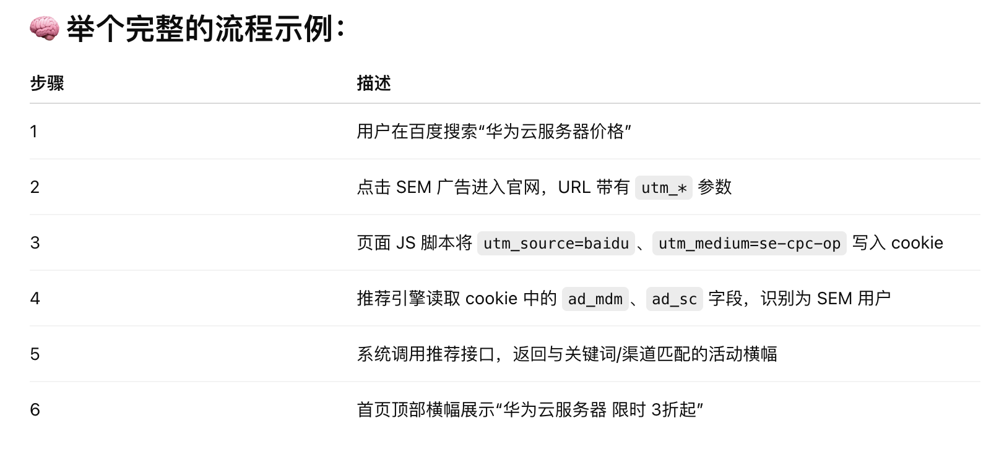 🧠 举个完整的流程示例：
步骤 描述
1 用户在百度搜索“华为云服务器价格”
2 点击 SEM 广告进入官网，URL 带有 utm_* 参数
3 页面 JS 脚本将 utm_source=baidu、utm_medium=se-cpc-op 写入 cookie
4 推荐引擎读取 cookie 中的 ad_mdm、ad_sc 字段，识别为 SEM 用户
5 系统调用推荐接口，返回与关键词/渠道匹配的活动横幅
6 首页顶部横幅展示“华为云服务器 限时 3折起”